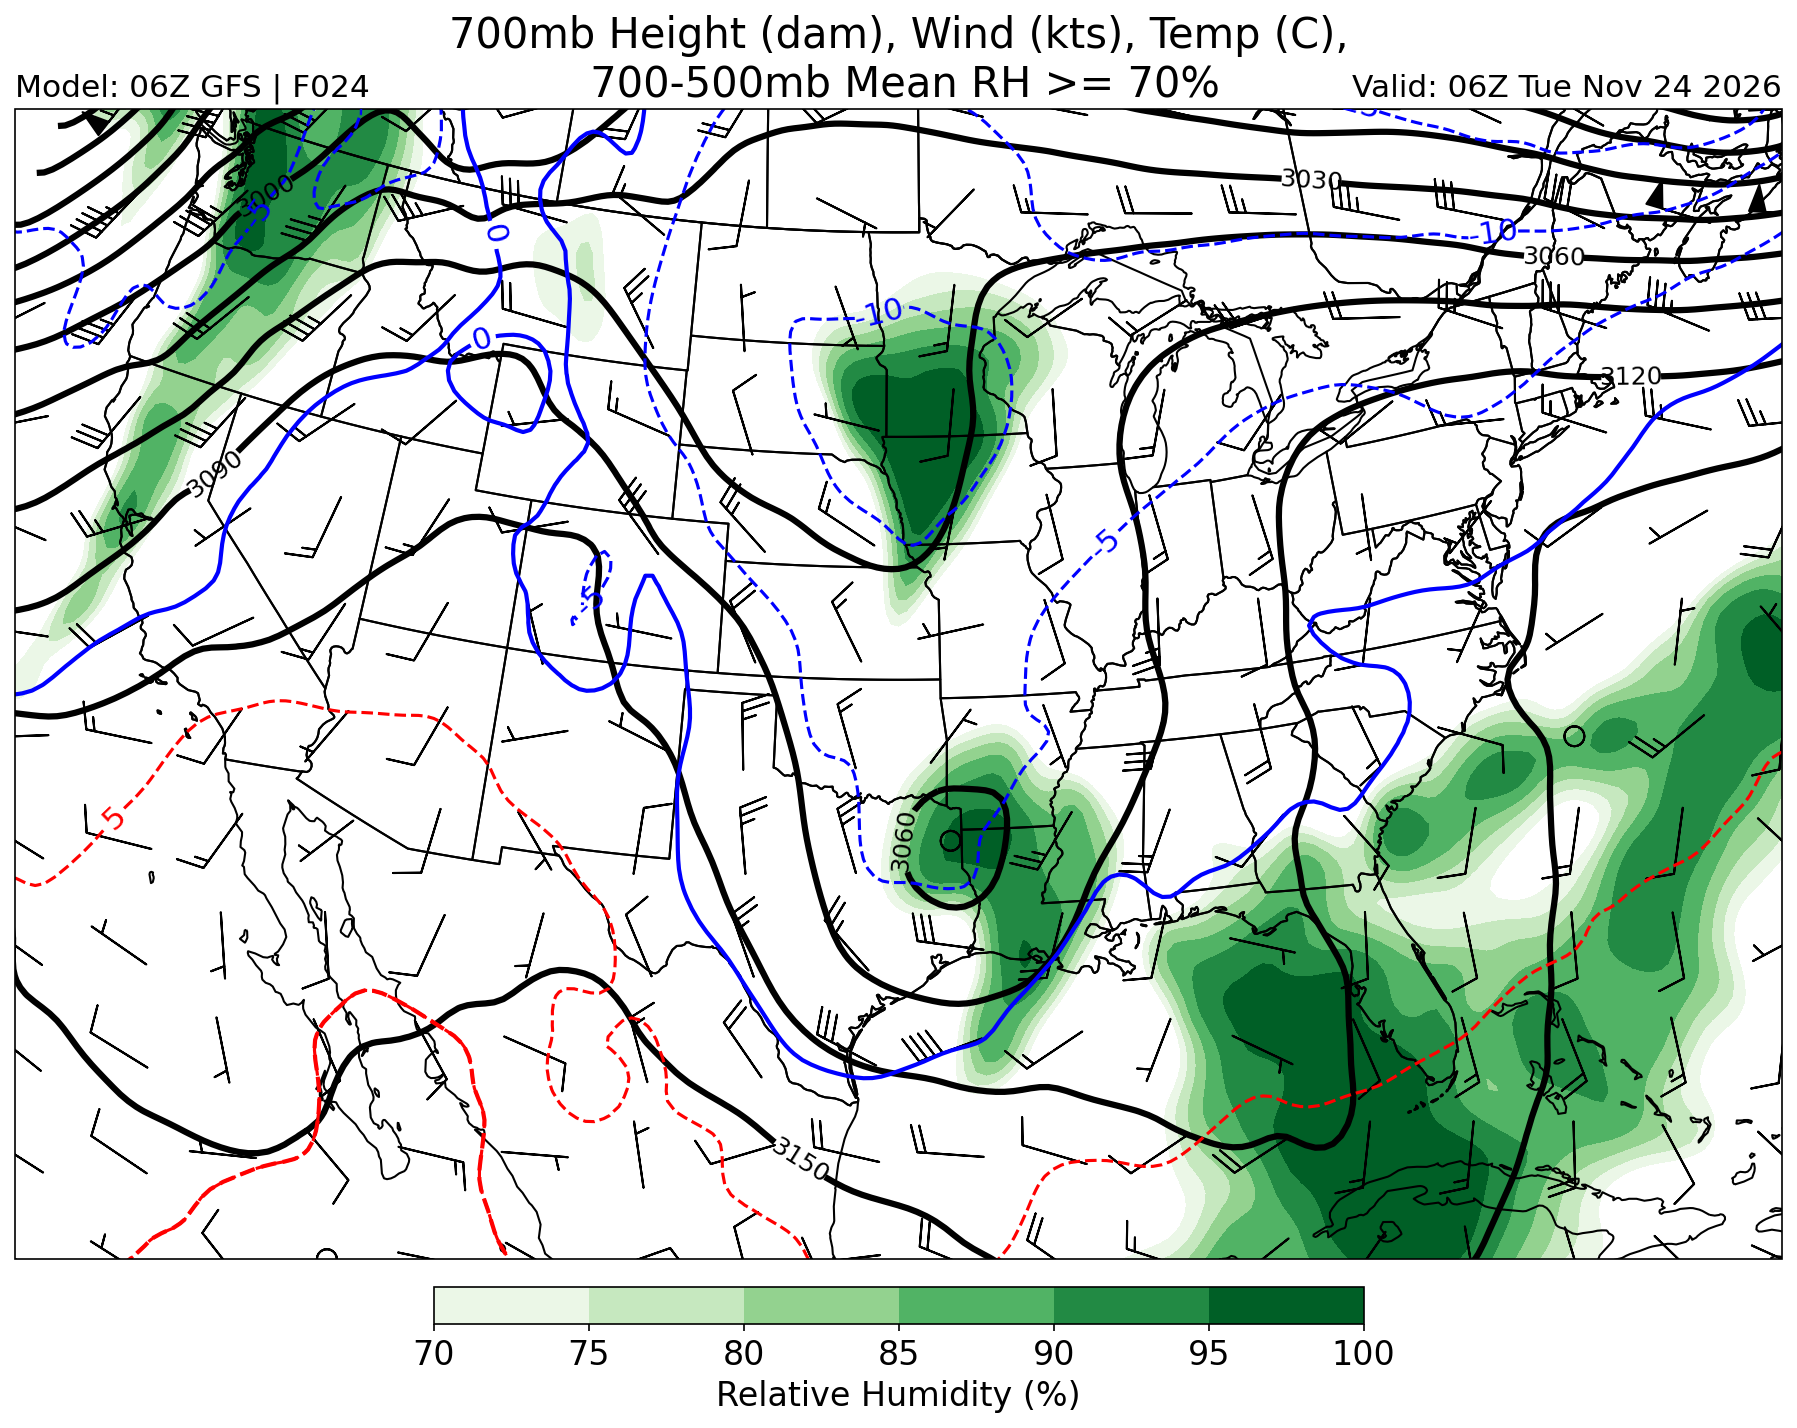 700mb Height (dam), Wind (kts), Temp (C),
700-500mb Mean RH >= 70%
Model: 06Z GFS | F024
Valid: 06Z Tue Nov 24 2026
3000
-5
0
3030
-10
3060
0
-10
3120
3090
-5
-5
5
3060
3150
70 75 80 85 90 95 100
Relative Humidity (%)